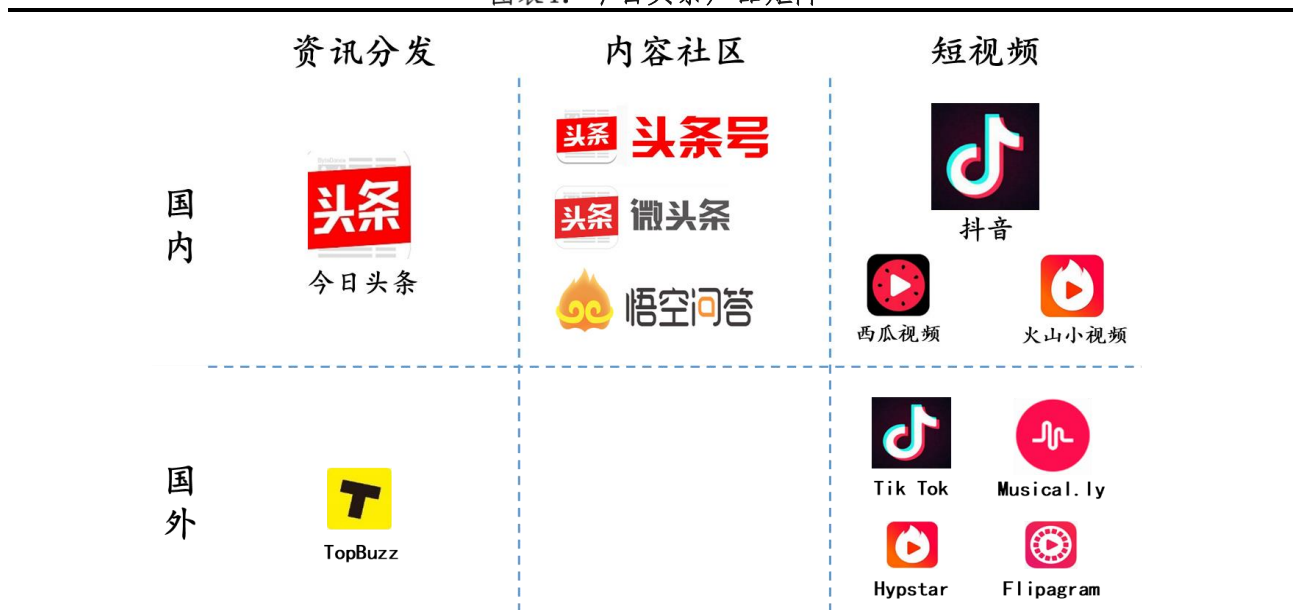 资讯分发 内容社区 短视频
国内
头条
今日头条
头条 头条号
头条 微头条
悟空问答
抖音
西瓜视频 火山小视频
国外
T
TopBuzz
Tik Tok Musical.ly
Hypstar Flipagram